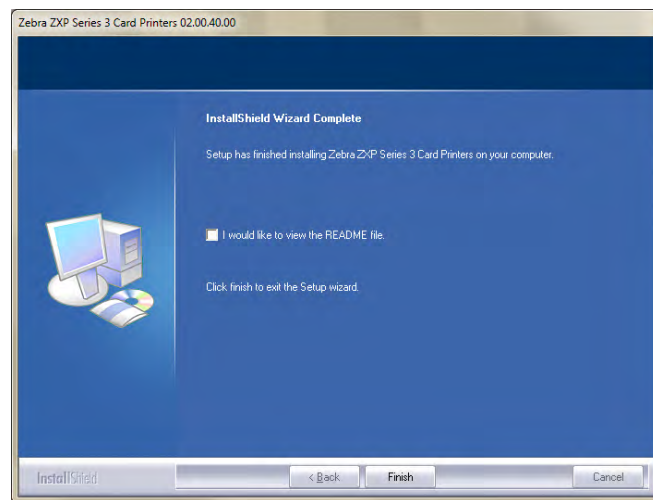 Zebra ZXP Series 3 Card Printers 02.00.40.00
InstallShield Wizard Complete
Setup has finished installing Zebra ZXP Series 3 Card Printers on your computer.
I would like to view the README file.
Click finish to exit the Setup wizard.
InstallShield
< Back
Finish
Cancel